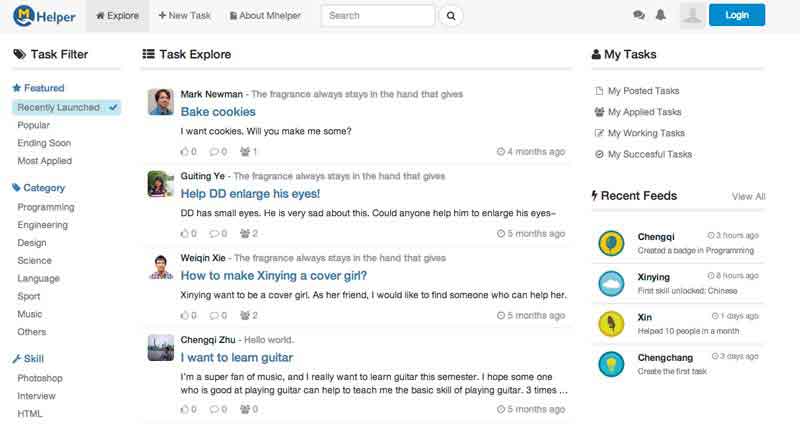 MHelper
Explore
New Task
About Mhelper
Search
Login
Task Filter
Featured
Recently Launched
Popular
Ending Soon
Most Applied
Category
Programming
Engineering
Design
Science
Language
Sport
Music
Others
Skill
Photoshop
Interview
HTML
Task Explore
Mark Newman - The fragrance always stays in the hand that gives
Bake cookies
I want cookies. Will you make me some?
0 0 1 4 months ago
Guiting Ye - The fragrance always stays in the hand that gives
Help DD enlarge his eyes!
DD has small eyes. He is very sad about this. Could anyone help him to enlarge his eyes~
0 0 2 5 months ago
Weiqin Xie - The fragrance always stays in the hand that gives
How to make Xinying a cover girl?
Xinying want to be a cover girl. As her friend, I would like to find someone who can help her.
0 0 2 5 months ago
Chengqi Zhu - Hello world.
I want to learn guitar
I'm a super fan of music, and I really want to learn guitar this semester. I hope some one
who is good at playing guitar can help to teach me the basic skill of playing guitar. 3 times ...
0 0 0 5 months ago
My Tasks
My Posted Tasks
My Applied Tasks
My Working Tasks
My Succesful Tasks
Recent Feeds View All
Chengqi 3 hours ago
Created a badge in Programming
Xinying 8 hours ago
First skill unlocked: Chinese
Xin 1 days ago
Helped 10 people in a month
Chengchang 3 days ago
Create the first task